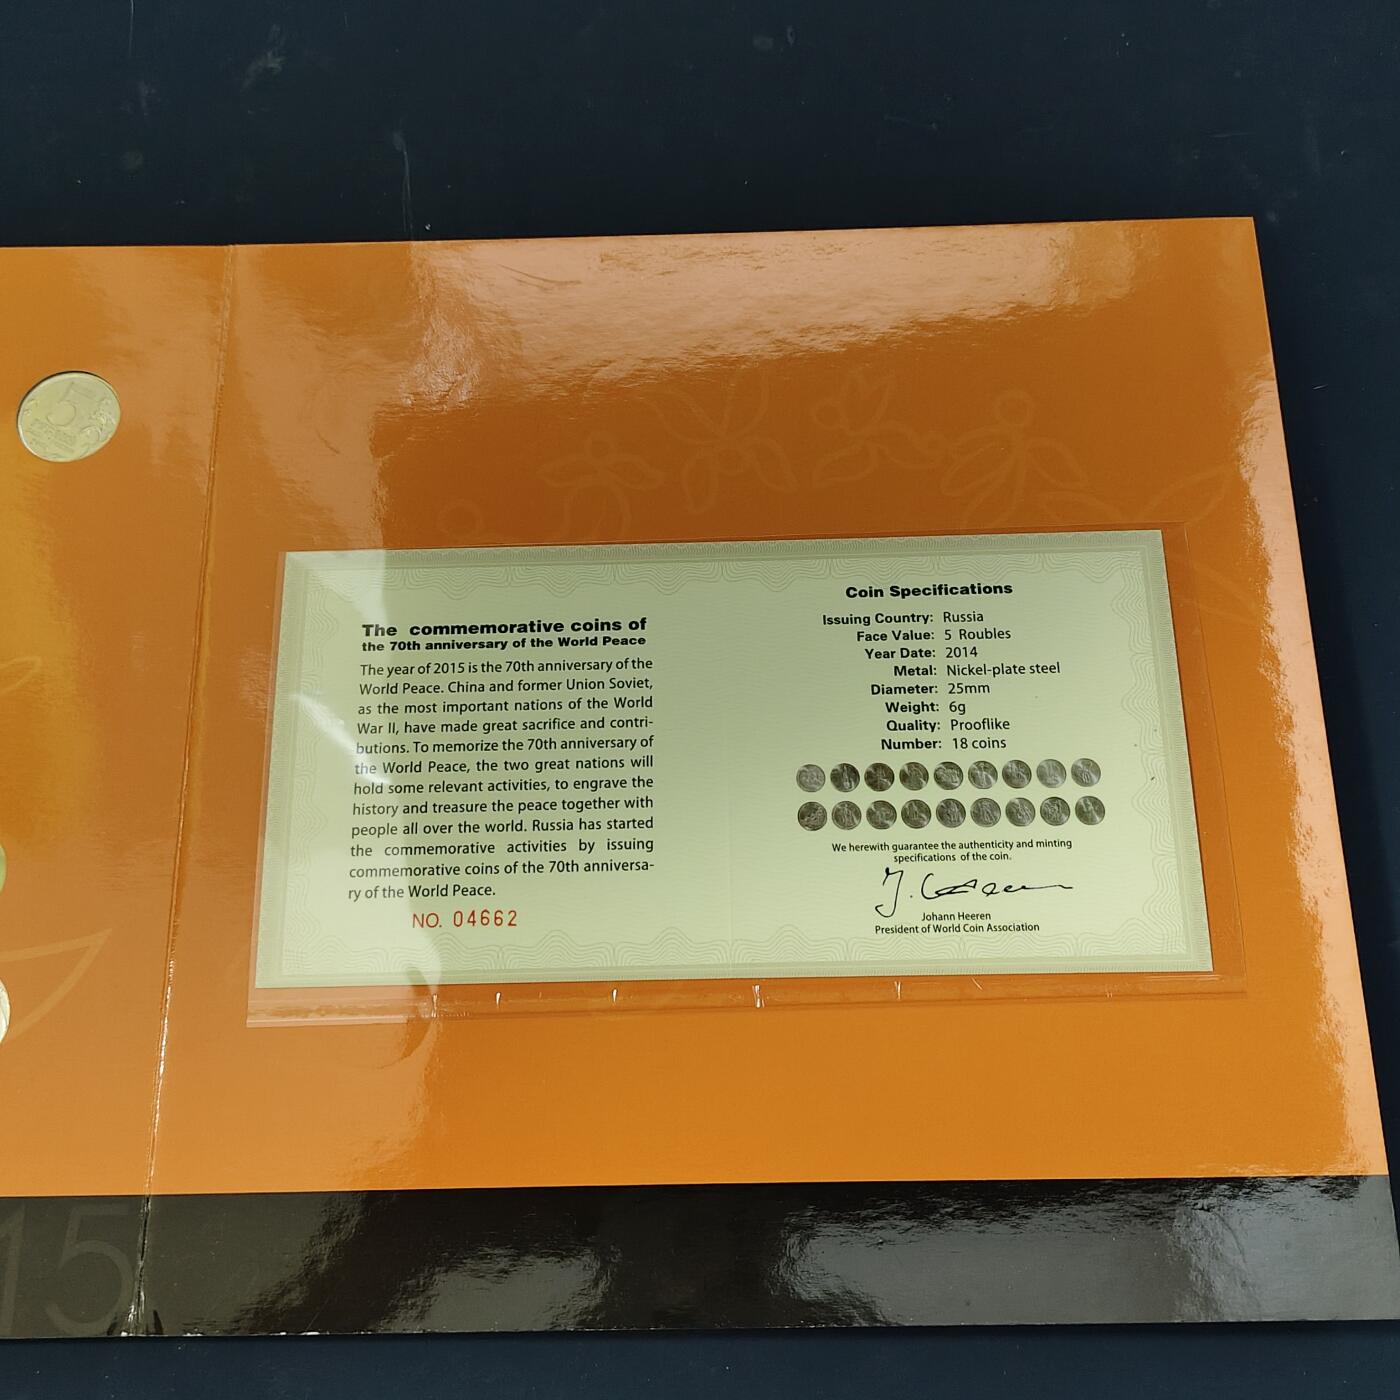 5
The commemorative coins of
the 70th anniversary of the World Peace
The year of 2015 is the 70th anniversary of the
World Peace. China and former Union Soviet,
as the most important nations of the World
War II, have made great sacrifice and contri-
butions. To memorize the 70th anniversary of
the World Peace, the two great nations will
hold some relevant activities, to engrave the
history and treasure the peace together with
people all over the world. Russia has started
the commemorative activities by issuing
commemorative coins of the 70th anniversa-
ry of the World Peace.
NO. 04662
Coin Specifications
Issuing Country: Russia
Face Value: 5 Roubles
Year Date: 2014
Metal: Nickel-plate steel
Diameter: 25mm
Weight: 6g
Quality: Prooflike
Number: 18 coins
We herewith guarantee the authenticity and minting
specifications of the coin.
Johann Heeren
President of World Coin Association
15